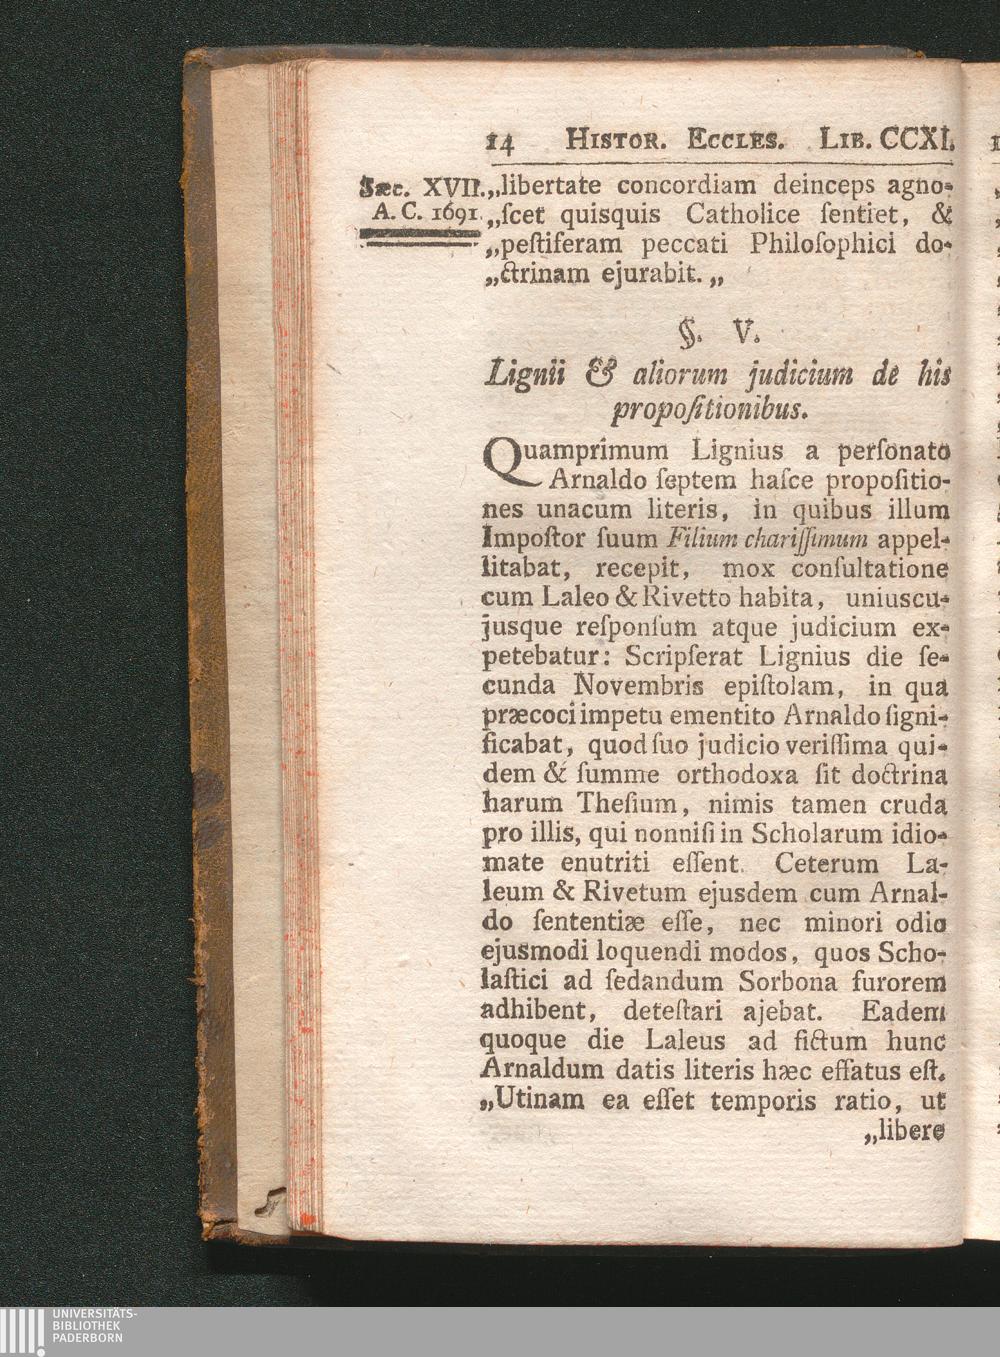 14 HISTOR. ECCLES. LIB. CCXI.
Sæc. XVII.
A. C. 1691.
„libertate concordiam deinceps agno-
„ſcet quisquis Catholice ſentiet, &
„peſtiferam peccati Philoſophici do-
„ctrinam ejurabit. „
§. V.
Lignii & aliorum judicium de his
propoſitionibus.
Quamprimum Lignius a perſonato
Arnaldo ſeptem haſce propoſitio-
nes unacum literis, in quibus illum
Impoſtor ſuum Filium chariſſimum appel-
litabat, recepit, mox conſultatione
cum Laleo & Rivetto habita, uniuscu-
jusque reſponſum atque judicium ex-
petebatur: Scripſerat Lignius die ſe-
cunda Novembris epiſtolam, in qua
præcoci impetu ementito Arnaldo ſigni-
ficabat, quod ſuo judicio veriſſima qui-
dem & ſumme orthodoxa ſit doctrina
harum Theſium, nimis tamen cruda
pro illis, qui nonniſi in Scholarum idio-
mate enutriti eſſent. Ceterum La-
leum & Rivetum ejusdem cum Arnal-
do ſententiæ eſſe, nec minori odio
ejusmodi loquendi modos, quos Scho-
laſtici ad ſedandum Sorbona furorem
adhibent, deteſtari ajebat. Eadem
quoque die Laleus ad fictum hunc
Arnaldum datis literis hæc effatus eſt.
„Utinam ea eſſet temporis ratio, ut
„libere
UNIVERSITÄTS-
BIBLIOTHEK
PADERBORN